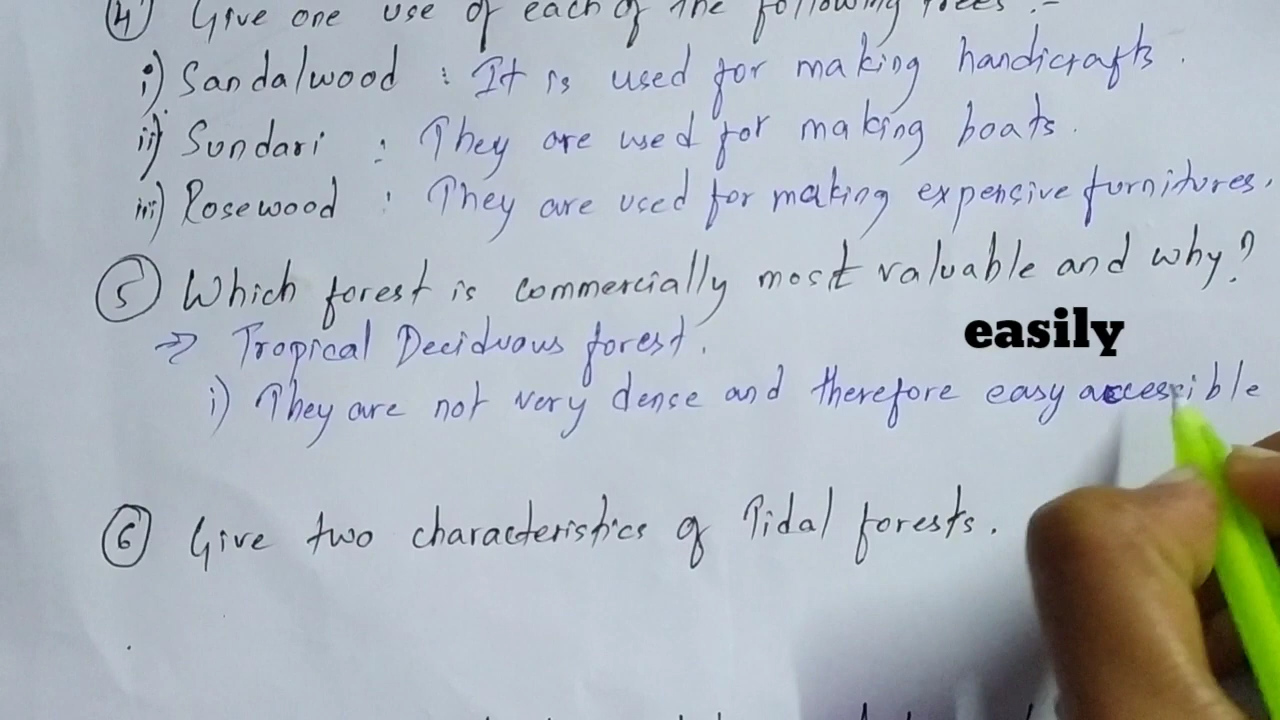 (4) Give one use of each of the following trees :-
i) Sandalwood : It is used for making handicrafts.
ii) Sundari : They are used for making boats.
iii) Rosewood : They are used for making expensive furnitures.
(5) Which forest is commercially most valuable and why?
easily
→ Tropical Deciduous forest.
i) They are not very dense and therefore easy accessible
(6) Give two characteristics of Tidal forests.